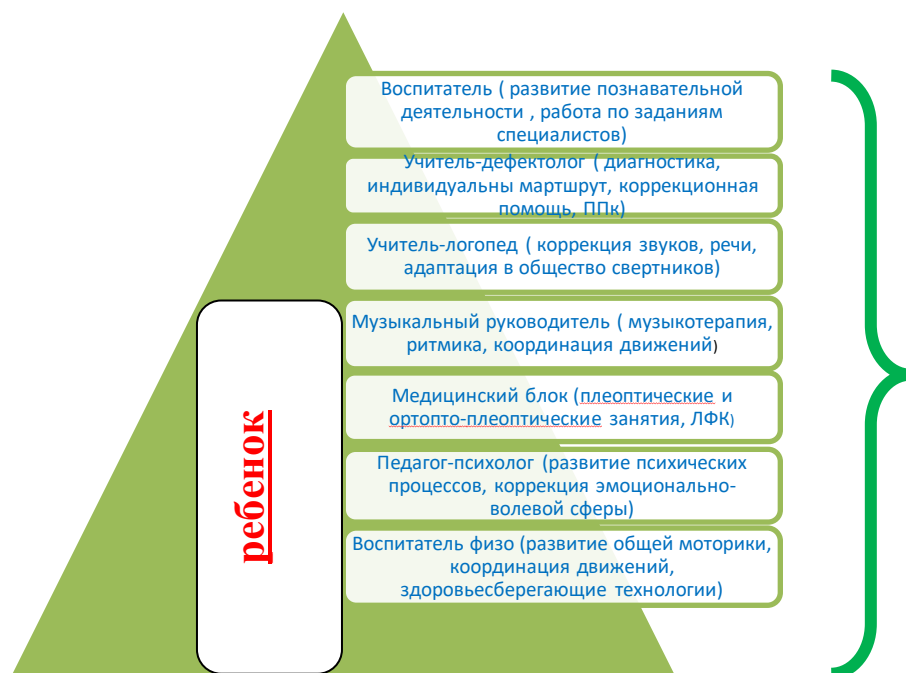 Воспитатель ( развитие познавательной
деятельности , работа по заданиям
специалистов)
Учитель-дефектолог ( диагностика,
индивидуальны мартшрут, коррекционная
помощь, ППк)
Учитель-логопед ( коррекция звуков, речи,
адаптация в общество свертников)
Музыкальный руководитель ( музыкотерапия,
ритмика, координация движений)
Медицинский блок (плеоптические и
ортопто-плеоптические занятия, ЛФК)
Педагог-психолог (развитие психических
процессов, коррекция эмоционально-
волевой сферы)
Воспитатель физо (развитие общей моторики,
координация движений,
здоровьесберегающие технологии)
ребенок